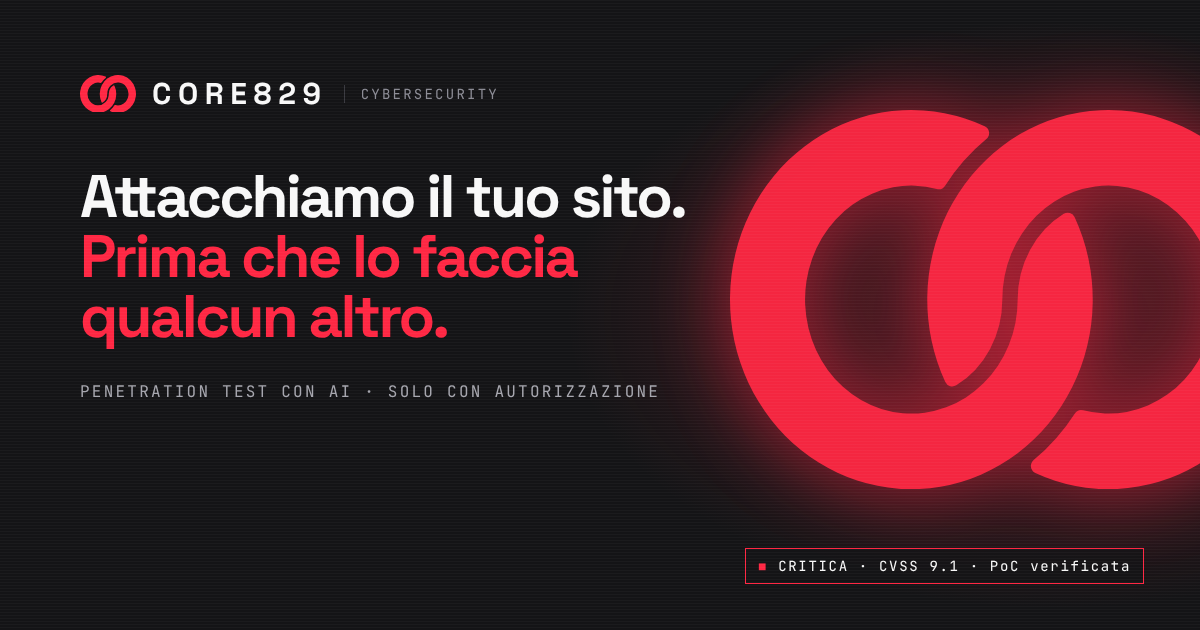 CORE829
CYBERSECURITY
Attacchiamo il tuo sito.
Prima che lo faccia
qualcun altro.
PENETRATION TEST CON AI · SOLO CON AUTORIZZAZIONE
CRITICA · CVSS 9.1 · PoC verificata